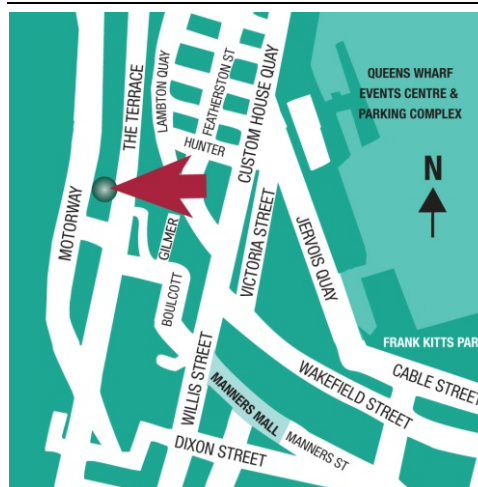 QUEENS WHARF
EVENTS CENTRE &
PARKING COMPLEX
N
MOTORWAY
THE TERRACE
LAMBTON QUAY
FEATHERSTON ST
CUSTOM HOUSE QUAY
HUNTER
GILMER
BOULCOTT
VICTORIA STREET
JERVOIS QUAY
WILLIS STREET
FRANK KITTS PAR
CABLE STREET
WAKEFIELD STREET
MANNERS MALL
MANNERS ST
DIXON STREET